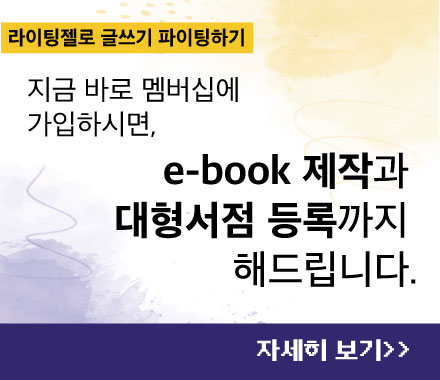 라이팅젤로 글쓰기 파이팅하기
지금 바로 멤버십에
가입하시면,
e-book 제작과
대형서점 등록까지
해드립니다.
자세히 보기>>